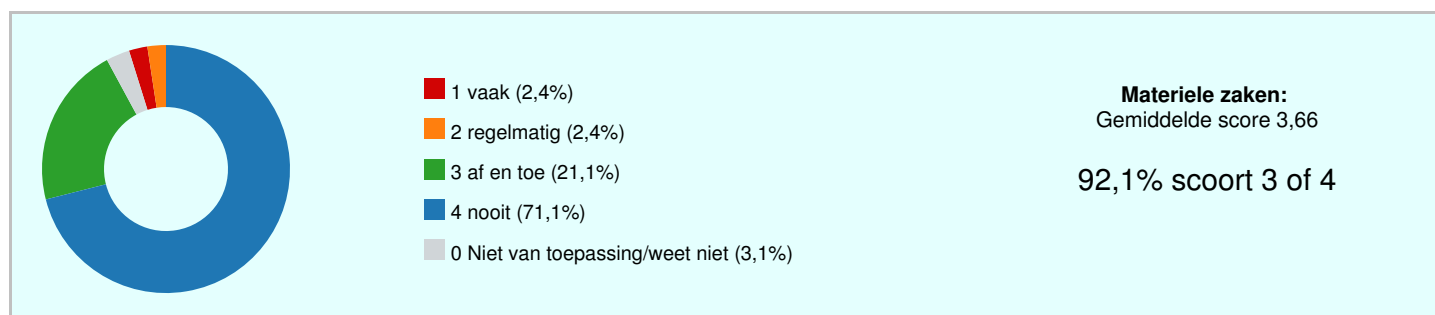 1 vaak (2,4%)
2 regelmatig (2,4%)
3 af en toe (21,1%)
4 nooit (71,1%)
0 Niet van toepassing/weet niet (3,1%)
Materiele zaken:
Gemiddelde score 3,66
92,1% scoort 3 of 4